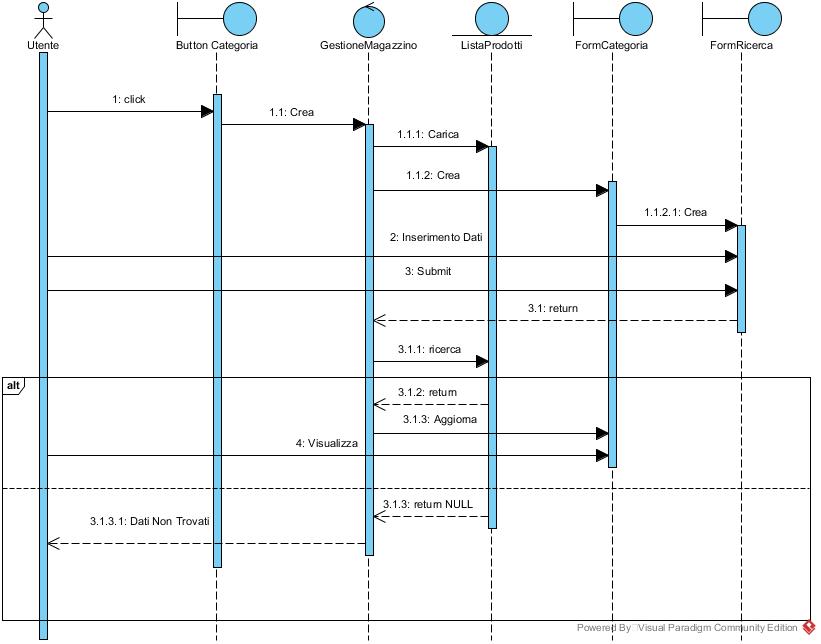 Utente
Button Categoria
GestioneMagazzino
ListaProdotti
FormCategoria
FormRicerca
1: click
1.1: Crea
1.1.1: Carica
1.1.2: Crea
1.1.2.1: Crea
2: Inserimento Dati
3: Submit
3.1: return
3.1.1: ricerca
alt
3.1.2: return
3.1.3: Aggiorna
4: Visualizza
3.1.3: return NULL
3.1.3.1: Dati Non Trovati
Powered By Visual Paradigm Community Edition